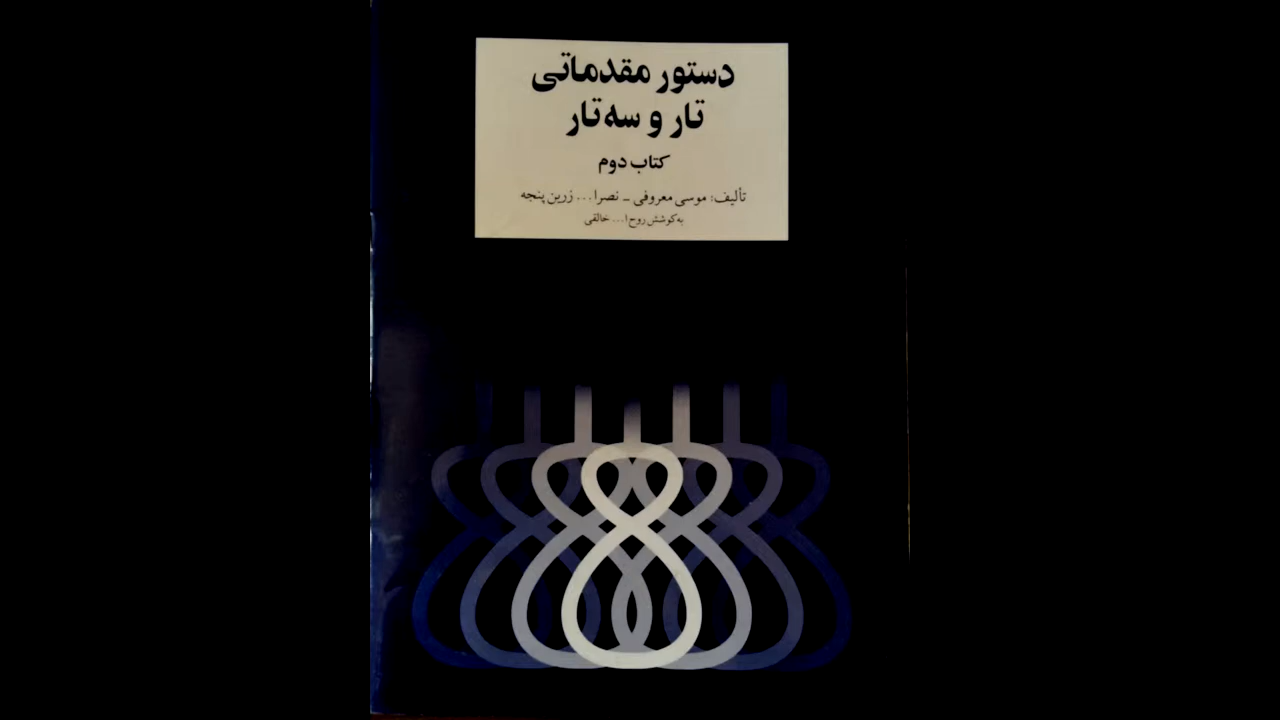 دستور مقدماتی
تار و سه‌تار
کتاب دوم
تألیف: موسی معروفی - نصرا... زرین پنجه
به‌کوشش روح ا... خالقی